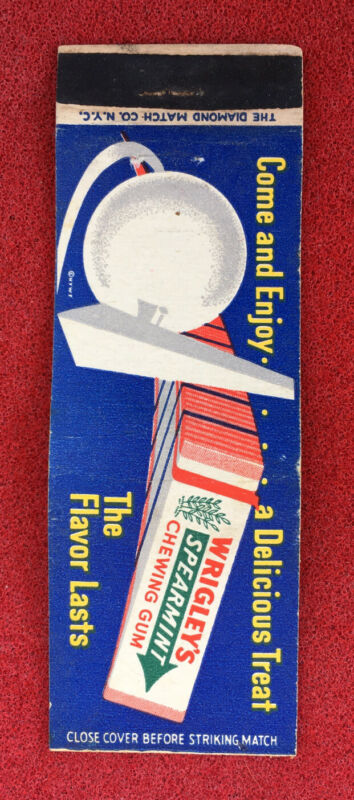 THE DIAMOND MATCH CO. N.Y.C.
Come and Enjoy. . . . . a Delicious Treat
©NYWF
WRIGLEY'S
SPEARMINT
CHEWING GUM
The
Flavor Lasts
CLOSE COVER BEFORE STRIKING MATCH